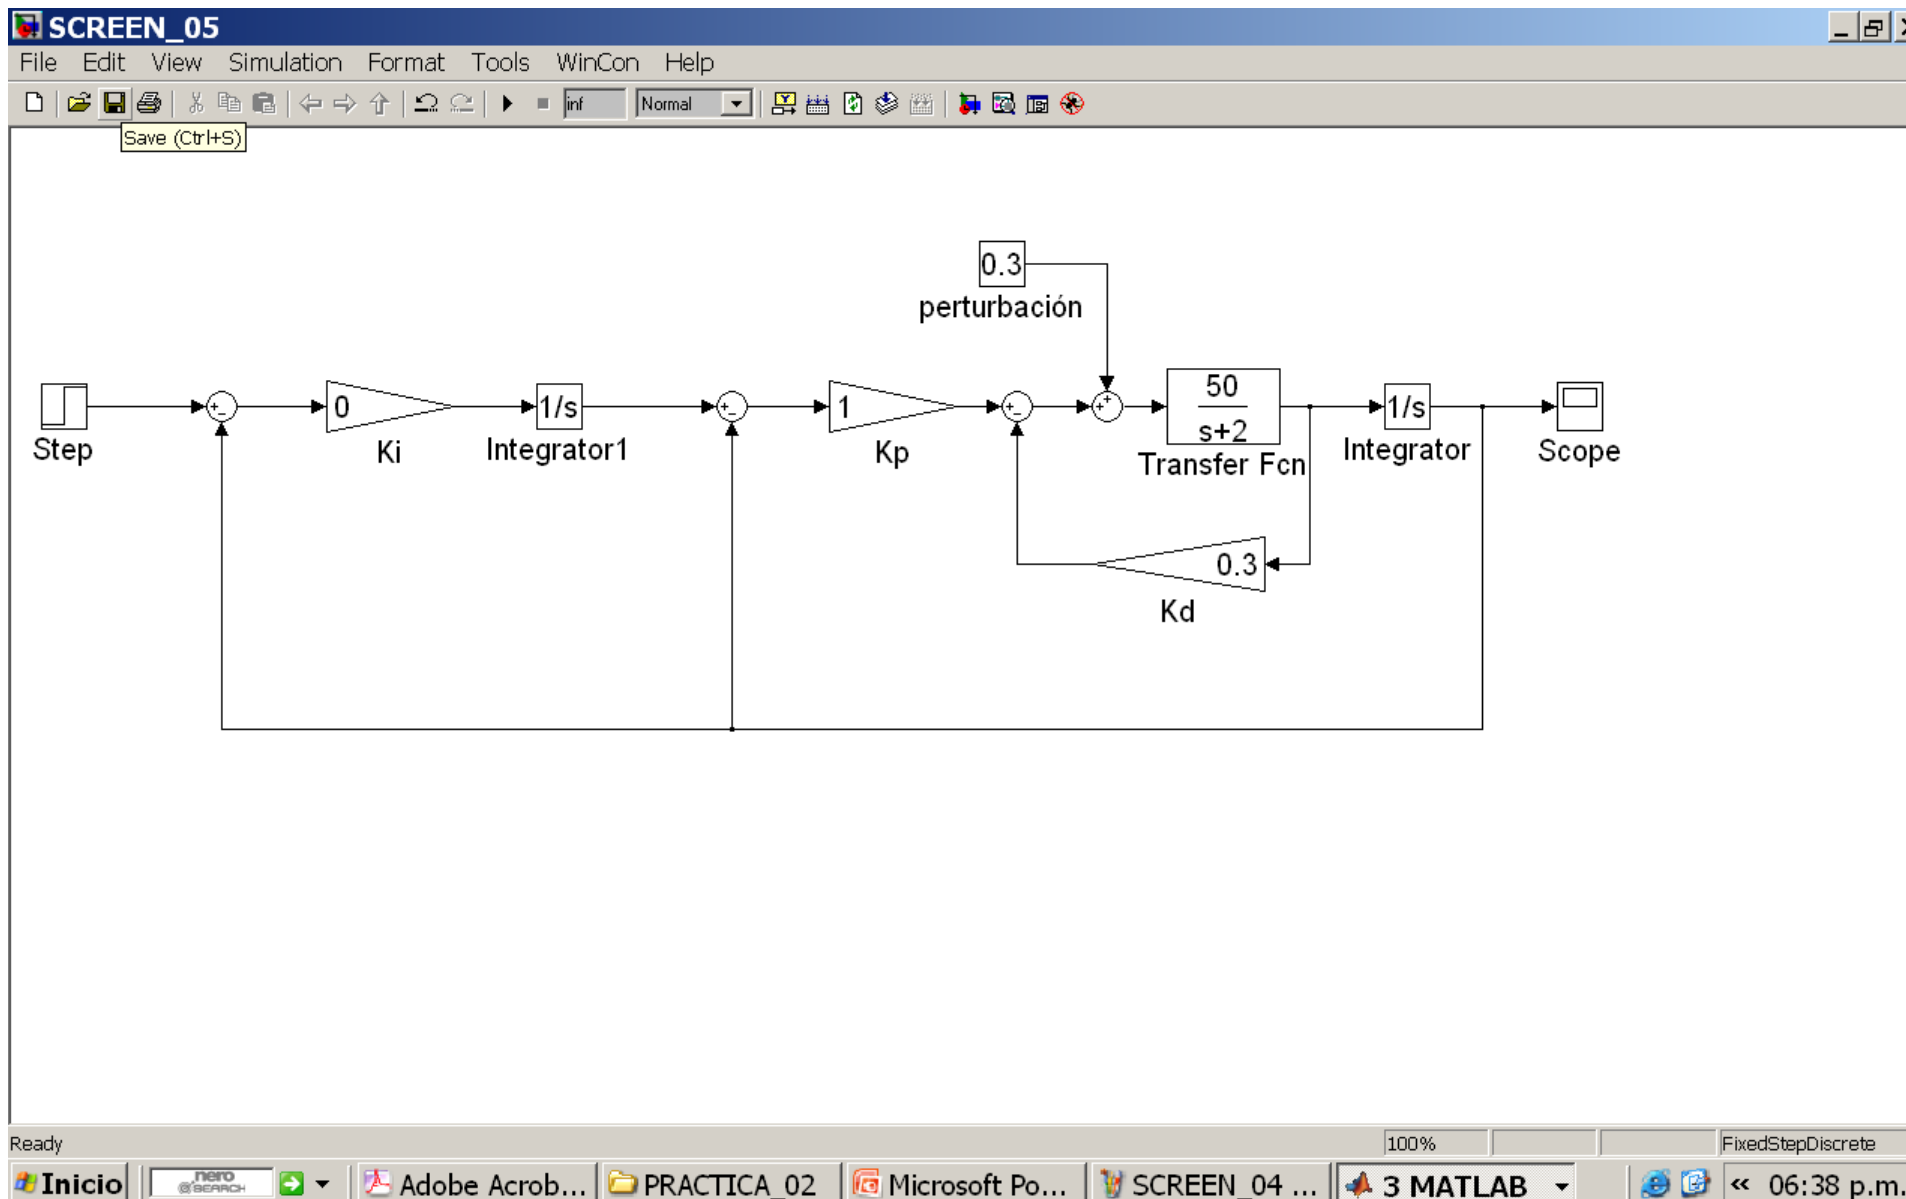 SCREEN_05
File Edit View Simulation Format Tools WinCon Help
inf Normal
Save (Ctrl+S)
0.3
perturbación
Step
+
-
0
Ki
1/s
Integrator1
+
-
1
Kp
+
-
+
+
50
s+2
Transfer Fcn
1/s
Integrator
Scope
0.3
Kd
Ready 100% FixedStepDiscrete
Inicio nero SEARCH Adobe Acrob... PRACTICA_02 Microsoft Po... SCREEN_04 ... 3 MATLAB « 06:38 p.m.